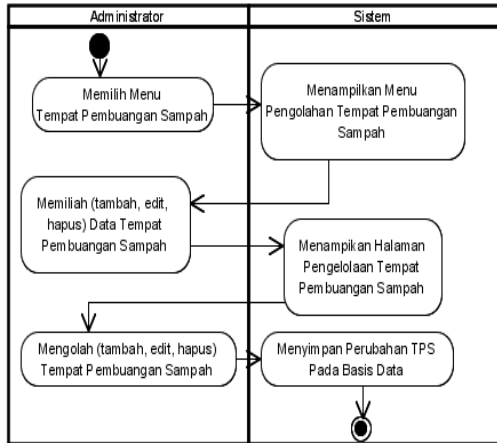 Administrator
Sistem
Memilih Menu
Tempat Pembuangan Sampah
Menampilkan Menu
Pengolahan Tempat Pembuangan
Sampah
Memiliah (tambah, edit,
hapus) Data Tempat
Pembuangan Sampah
Menampikan Halaman
Pengelolaan Tempat
Pembuangan Sampah
Mengolah (tambah, edit, hapus)
Tempat Pembuangan Sampah
Menyimpan Perubahan TPS
Pada Basis Data